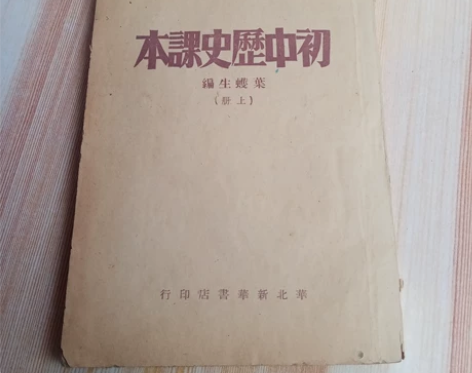 初中歷史課本
葉蠖生編
(上册)
華北新華書店印行